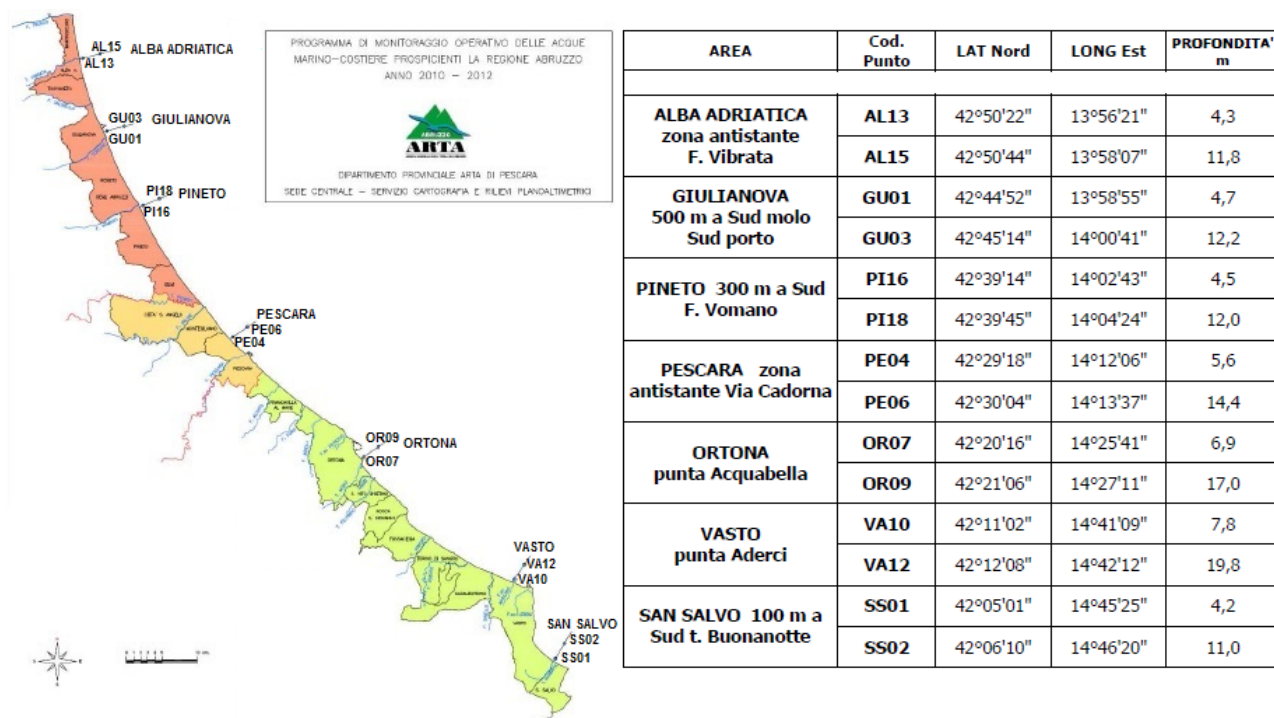 AL15 ALBA ADRIATICA
AL13
GU03 GIULIANOVA
GU01
PI18 PINETO
PI16
PESCARA
PE06
PE04
OR09 ORTONA
OR07
VASTO
VA12
VA10
SAN SALVO
SS02
SS01
PROGRAMMA DI MONITORAGGIO OPERATIVO DELLE ACQUE
MARINO-COSTIERE PROSPICIENTI LA REGIONE ABRUZZO
ANNO 2010 - 2012
ABRUZZO
ARTA
DIPARTIMENTO PROVINCIALE ARTA DI PESCARA
SEDE CENTRALE - SERVIZIO CARTOGRAFIA E RILIEVI PLANOALTIMETRICI
AREA Cod. Punto LAT Nord LONG Est PROFONDITA' m
ALBA ADRIATICA
zona antistante
F. Vibrata
AL13 42°50'22" 13°56'21" 4,3
AL15 42°50'44" 13°58'07" 11,8
GIULIANOVA
500 m a Sud molo
Sud porto
GU01 42°44'52" 13°58'55" 4,7
GU03 42°45'14" 14°00'41" 12,2
PINETO 300 m a Sud
F. Vomano
PI16 42°39'14" 14°02'43" 4,5
PI18 42°39'45" 14°04'24" 12,0
PESCARA zona
antistante Via Cadorna
PE04 42°29'18" 14°12'06" 5,6
PE06 42°30'04" 14°13'37" 14,4
ORTONA
punta Acquabella
OR07 42°20'16" 14°25'41" 6,9
OR09 42°21'06" 14°27'11" 17,0
VASTO
punta Aderci
VA10 42°11'02" 14°41'09" 7,8
VA12 42°12'08" 14°42'12" 19,8
SAN SALVO 100 m a
Sud t. Buonanotte
SS01 42°05'01" 14°45'25" 4,2
SS02 42°06'10" 14°46'20" 11,0